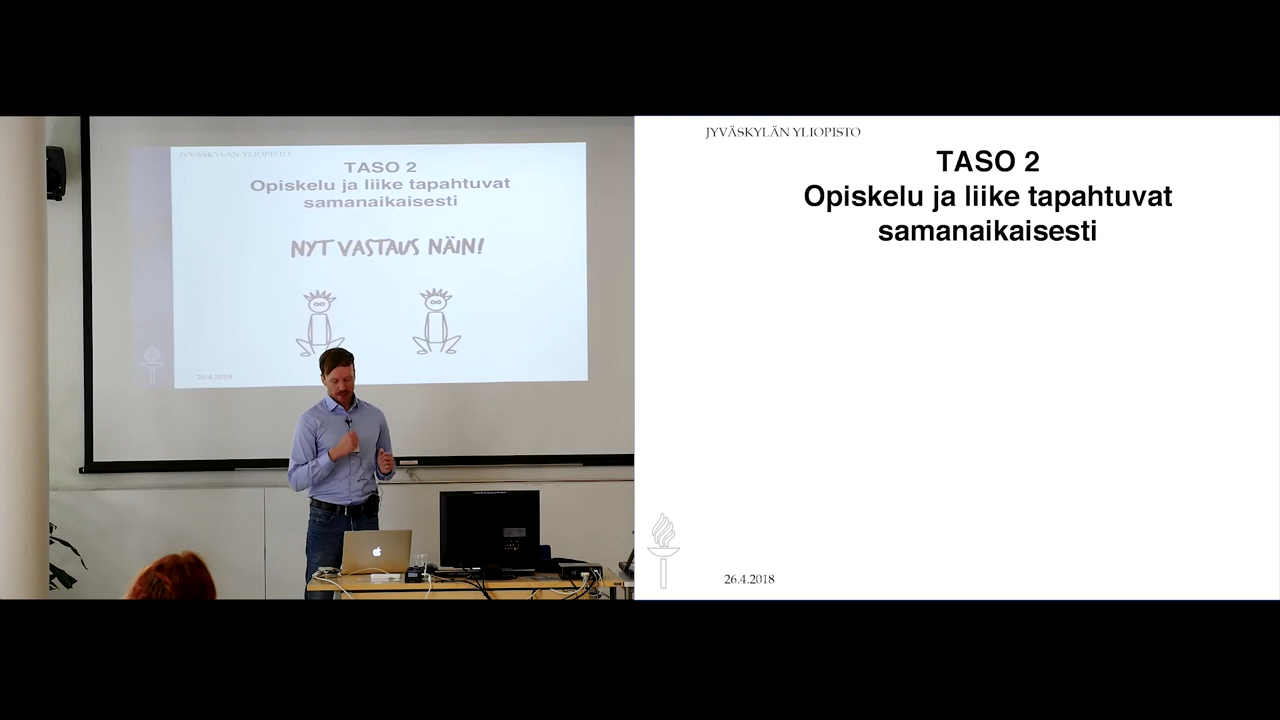 JYVÄSKYLÄN YLIOPISTO
TASO 2
Opiskelu ja liike tapahtuvat
samanaikaisesti
NYT VASTAUS NÄIN!
20.4.2018
JYVÄSKYLÄN YLIOPISTO
TASO 2
Opiskelu ja liike tapahtuvat
samanaikaisesti
26.4.2018